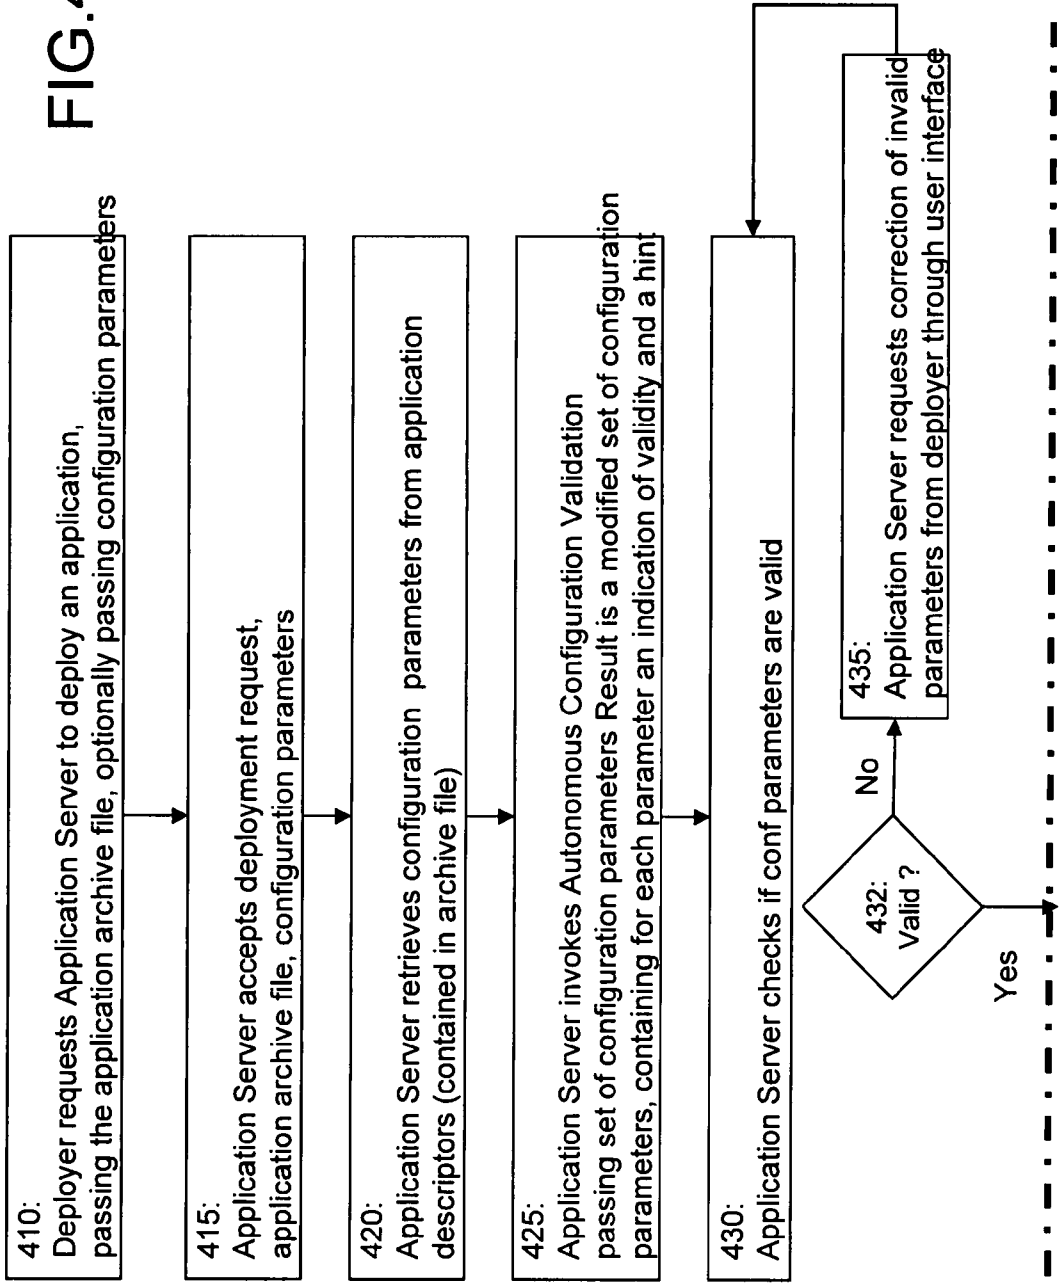 FIG.4
410:
Deployer requests Application Server to deploy an application,
passing the application archive file, optionally passing configuration parameters
415:
Application Server accepts deployment request,
application archive file, configuration parameters
420:
Application Server retrieves configuration parameters from application
descriptors (contained in archive file)
425:
Application Server invokes Autonomous Configuration Validation
passing set of configuration parameters Result is a modified set of configuration
parameters, containing for each parameter an indication of validity and a hint
430:
Application Server checks if conf parameters are valid
432:
Valid ?
No
435:
Application Server requests correction of invalid
parameters from deployer through user interface
Yes